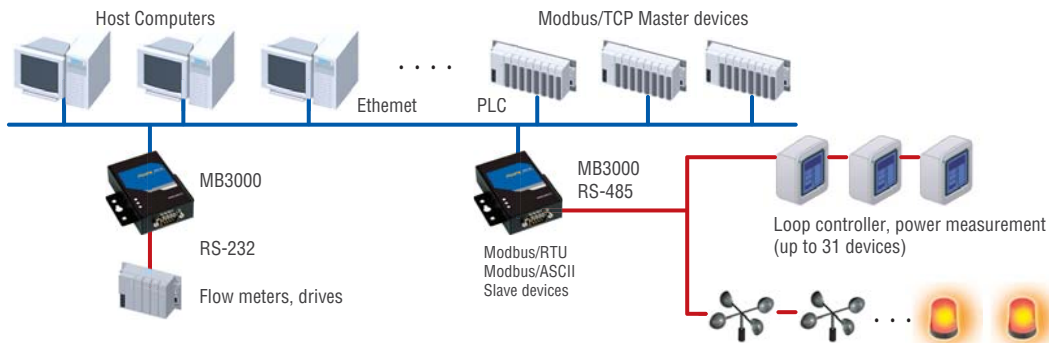 Host Computers
Modbus/TCP Master devices
. . . .
Ethemet
PLC
MB3000
MB3000
RS-485
RS-232
Flow meters, drives
Modbus/RTU
Modbus/ASCII
Slave devices
Loop controller, power measurement
(up to 31 devices)
. . .